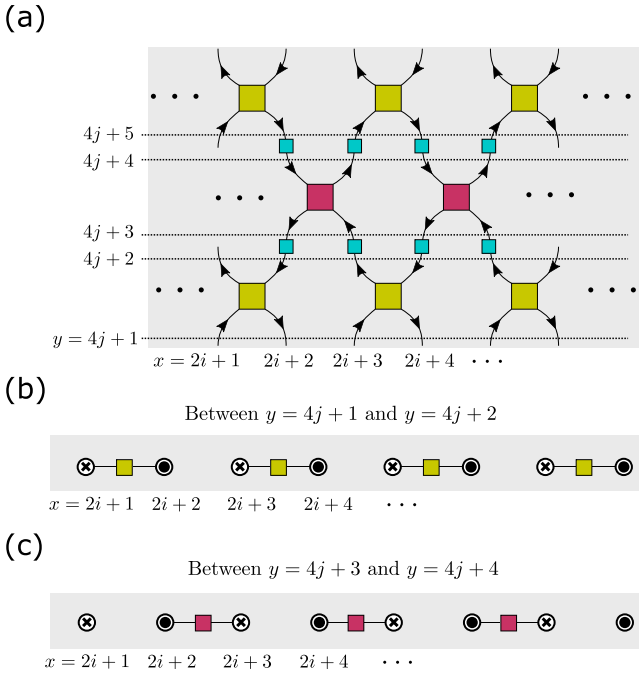 (a)
4j + 5
4j + 4
4j + 3
4j + 2
y = 4j + 1
x = 2i + 1 2i + 2 2i + 3 2i + 4 · · ·
(b)
Between y = 4j + 1 and y = 4j + 2
x = 2i + 1 2i + 2 2i + 3 2i + 4 · · ·
(c)
Between y = 4j + 3 and y = 4j + 4
x = 2i + 1 2i + 2 2i + 3 2i + 4 · · ·